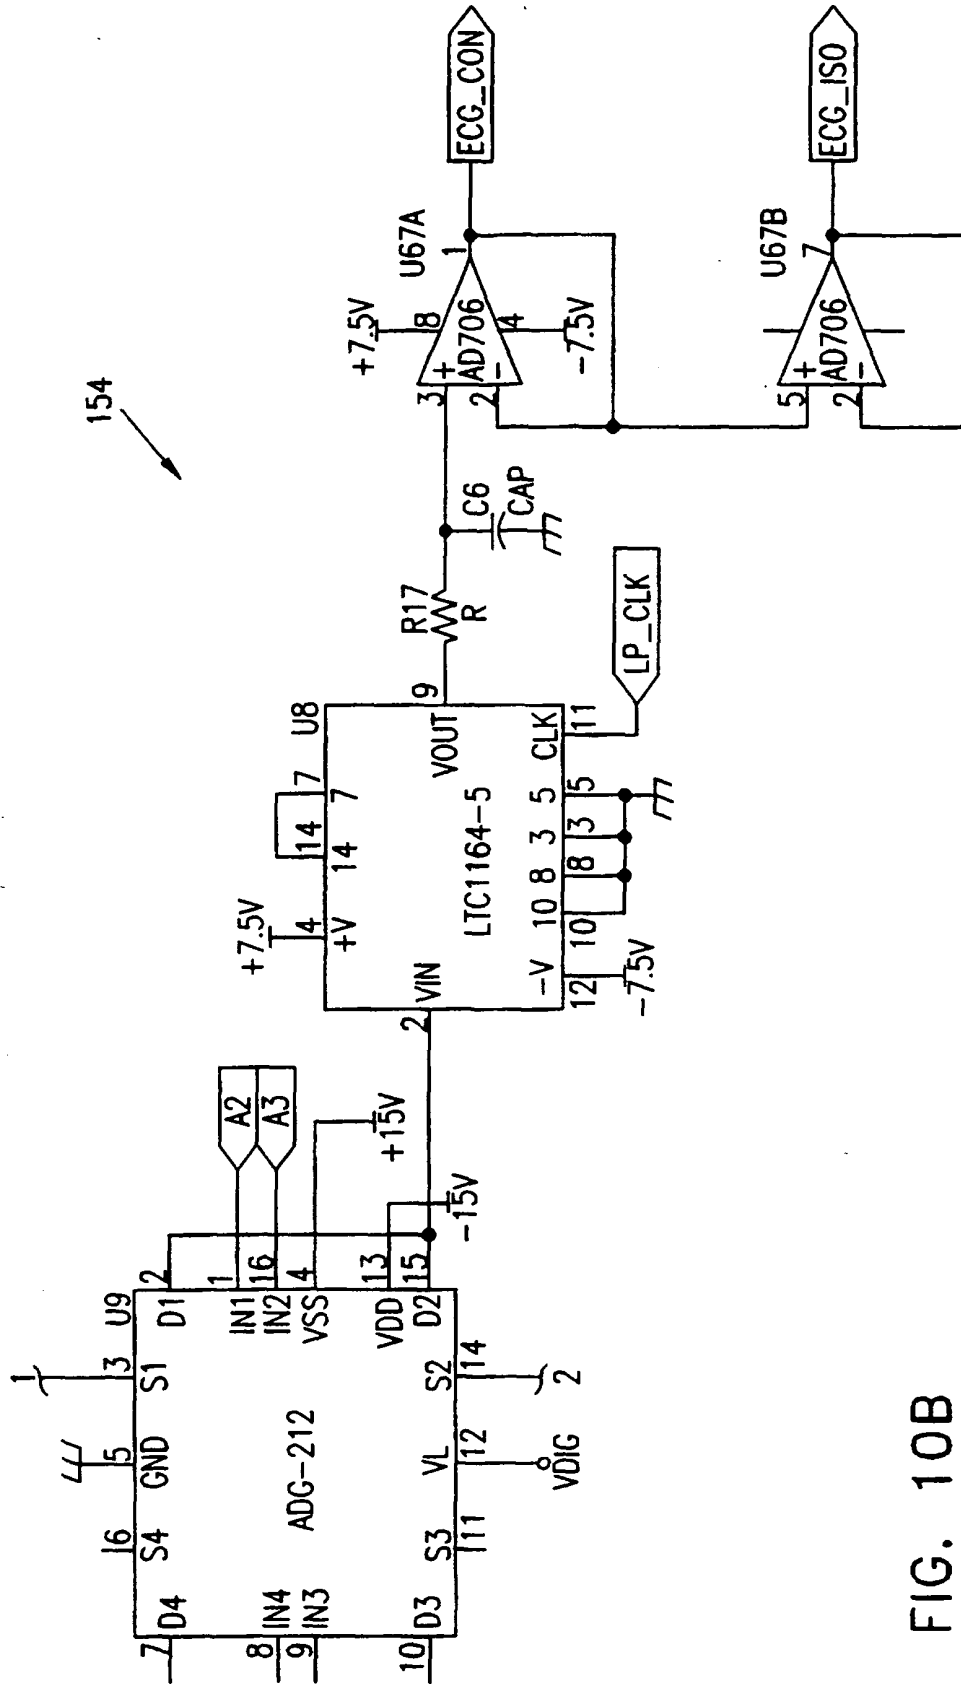 154
U9
ADG-212
D4
7
IN4
8
IN3
9
D3
10
S4
6
GND
5
S1
3
1
S3
11
VL
12
VDIG
S2
14
2
D1
2
IN1
1
A2
IN2
16
A3
VSS
4
+15V
VDD
13
-15V
D2
15
U8
LTC1164-5
VIN
2
+V
4
+7.5V
14
14
7
7
VOUT
9
-V
12
-7.5V
10
10
8
8
3
3
5
5
CLK
11
LP_CLK
R17
R
C6
CAP
U67A
AD706
3
+
2
-
8
+7.5V
4
-7.5V
1
ECG_CON
U67B
AD706
5
+
2
-
7
ECG_ISO
FIG. 10B